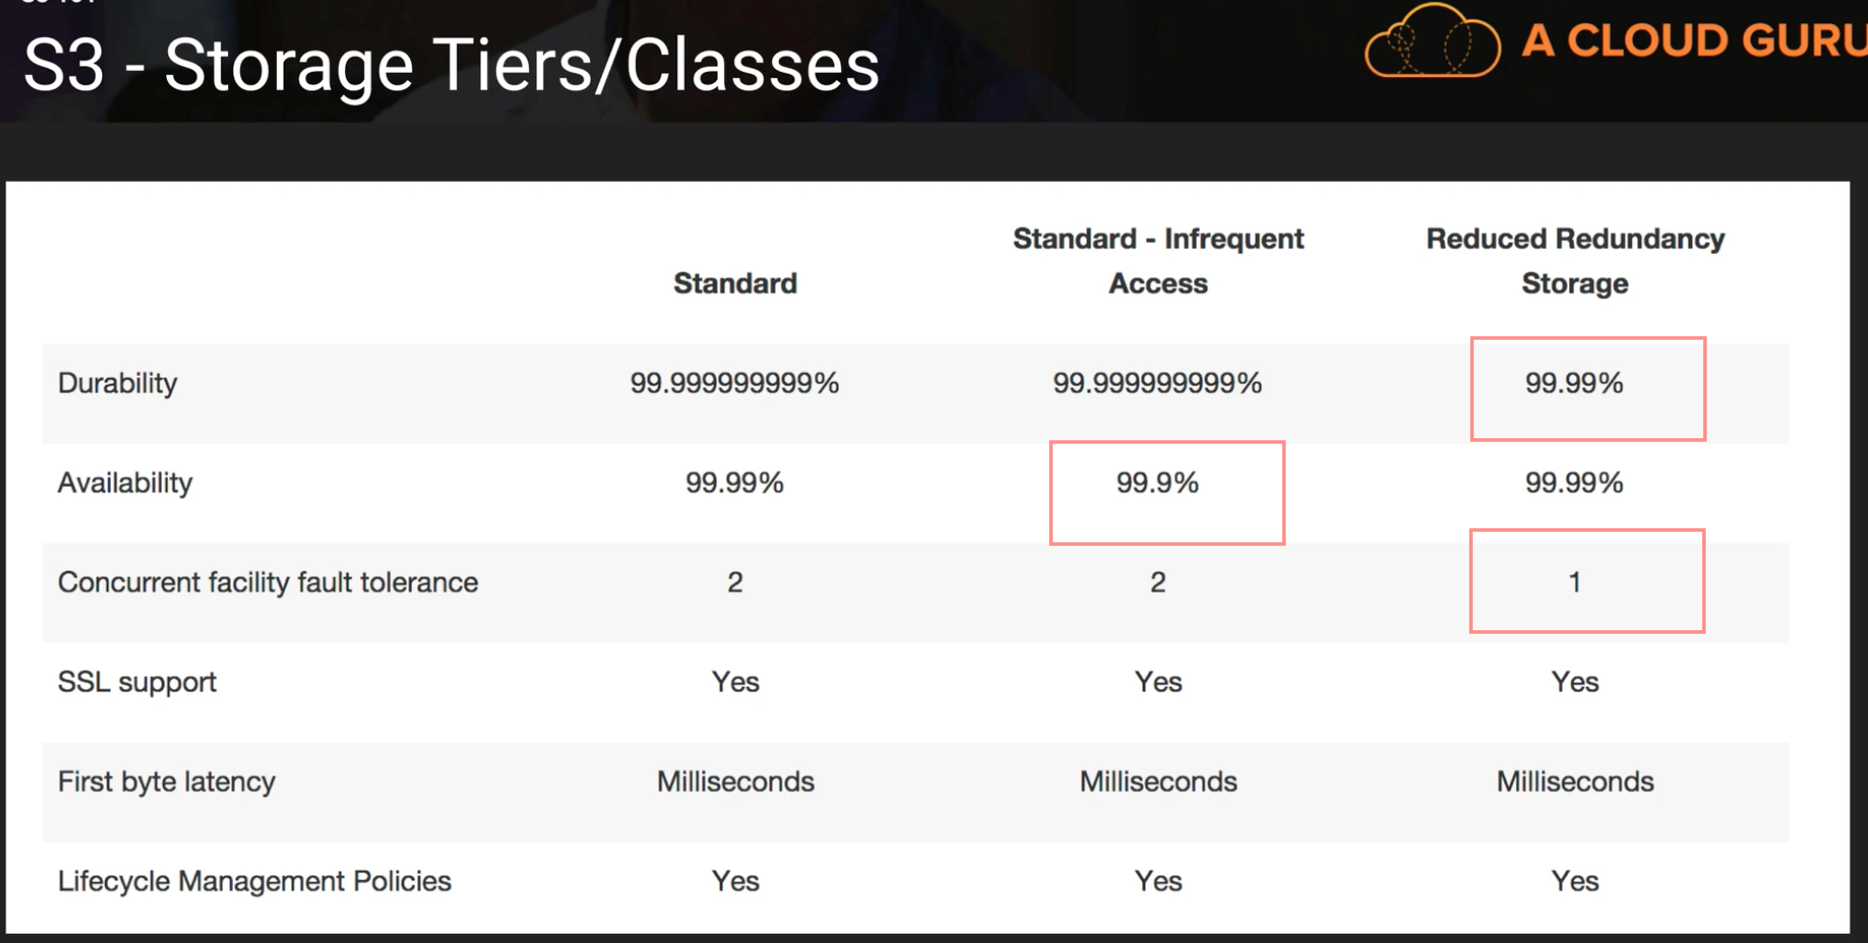 S3 - Storage Tiers/Classes
A CLOUD GURU
Standard
Standard - Infrequent
Access
Reduced Redundancy
Storage
Durability 99.999999999% 99.999999999% 99.99%
Availability 99.99% 99.9% 99.99%
Concurrent facility fault tolerance 2 2 1
SSL support Yes Yes Yes
First byte latency Milliseconds Milliseconds Milliseconds
Lifecycle Management Policies Yes Yes Yes